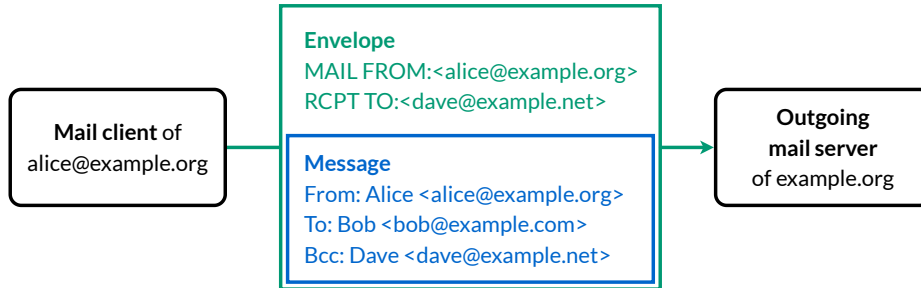 Mail client of
alice@example.org
Envelope
MAIL FROM:<alice@example.org>
RCPT TO:<dave@example.net>
Message
From: Alice <alice@example.org>
To: Bob <bob@example.com>
Bcc: Dave <dave@example.net>
Outgoing
mail server
of example.org